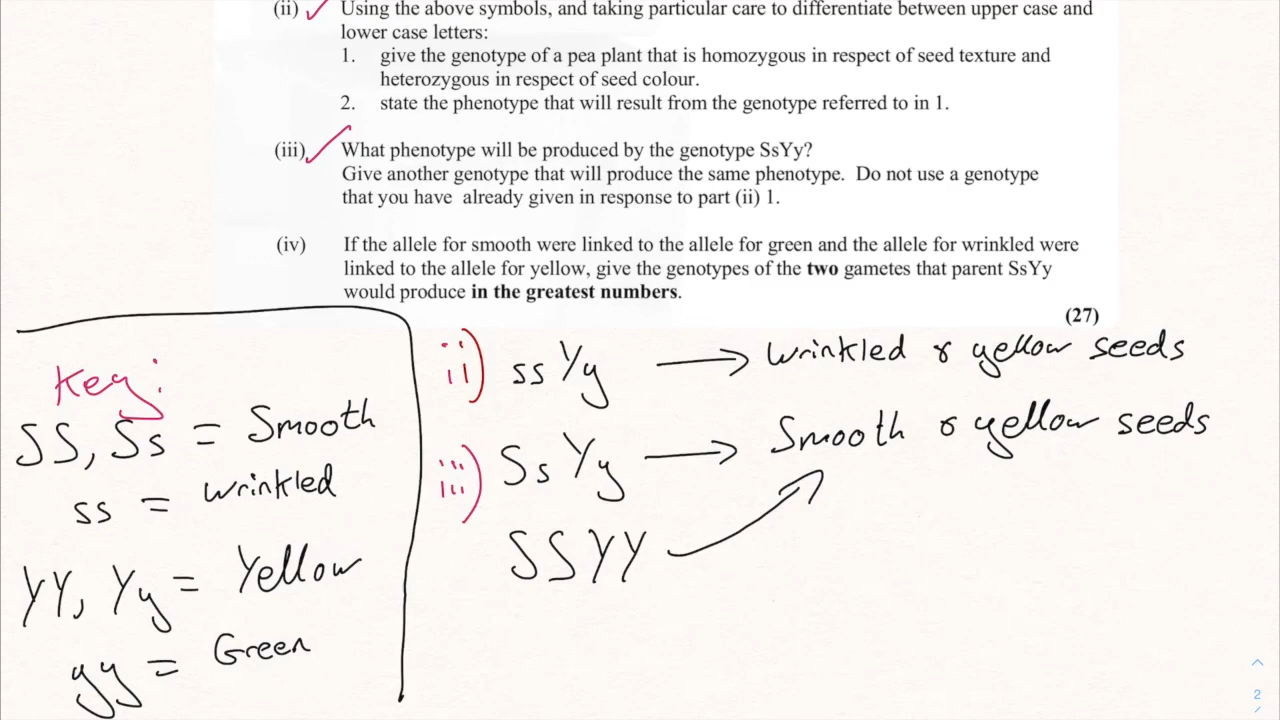 (ii) Using the above symbols, and taking particular care to differentiate between upper case and
lower case letters:
1. give the genotype of a pea plant that is homozygous in respect of seed texture and
heterozygous in respect of seed colour.
2. state the phenotype that will result from the genotype referred to in 1.
(iii) What phenotype will be produced by the genotype SsYy?
Give another genotype that will produce the same phenotype. Do not use a genotype
that you have already given in response to part (ii) 1.
(iv) If the allele for smooth were linked to the allele for green and the allele for wrinkled were
linked to the allele for yellow, give the genotypes of the two gametes that parent SsYy
would produce in the greatest numbers.
(27)
Key:
SS, Ss = Smooth
ss = wrinkled
YY, Yy = Yellow
yy = Green
ii) ssYy → wrinkled & yellow seeds
iii) SsYy → Smooth & yellow seeds
SSYY
2